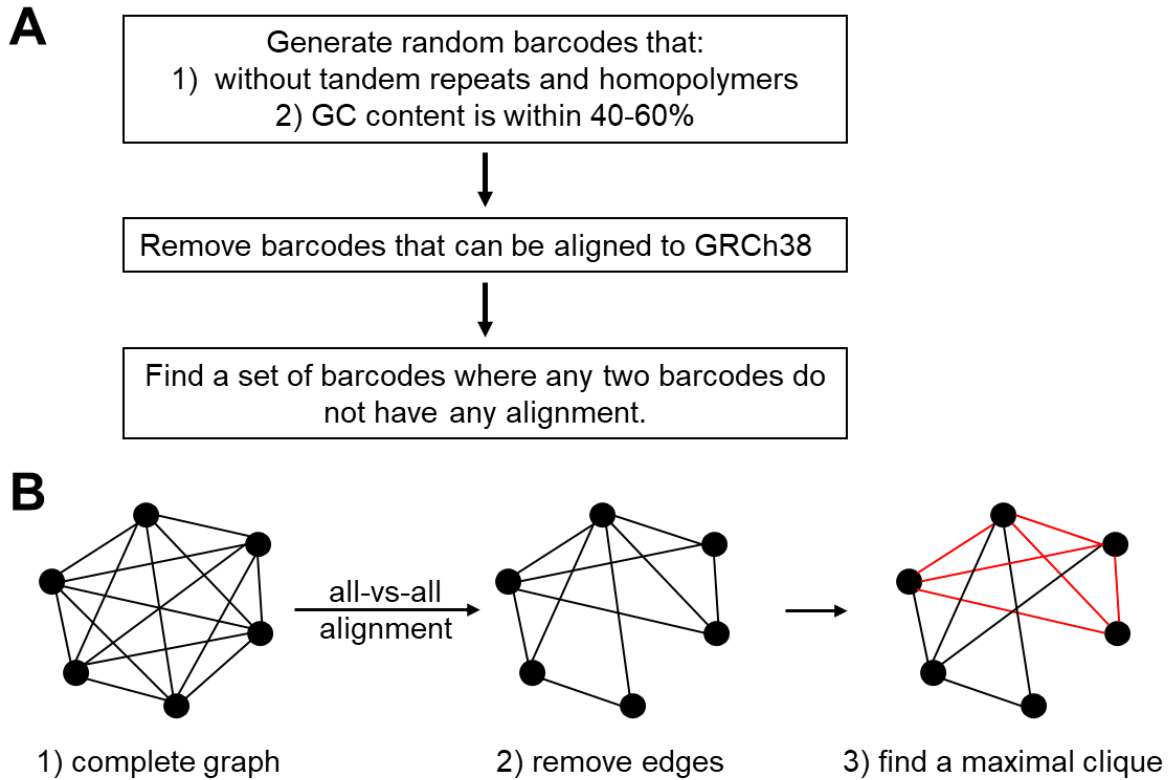 A
Generate random barcodes that:
1) without tandem repeats and homopolymers
2) GC content is within 40-60%
Remove barcodes that can be aligned to GRCh38
Find a set of barcodes where any two barcodes do
not have any alignment.
B
all-vs-all
alignment
1) complete graph
2) remove edges
3) find a maximal clique